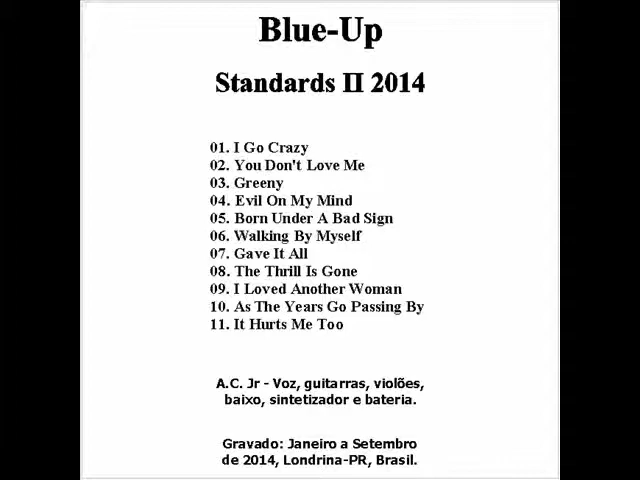 Blue-Up
Standards II 2014
01. I Go Crazy
02. You Don't Love Me
03. Greeny
04. Evil On My Mind
05. Born Under A Bad Sign
06. Walking By Myself
07. Gave It All
08. The Thrill Is Gone
09. I Loved Another Woman
10. As The Years Go Passing By
11. It Hurts Me Too
A.C. Jr - Voz, guitarras, violões,
baixo, sintetizador e bateria.
Gravado: Janeiro a Setembro
de 2014, Londrina-PR, Brasil.